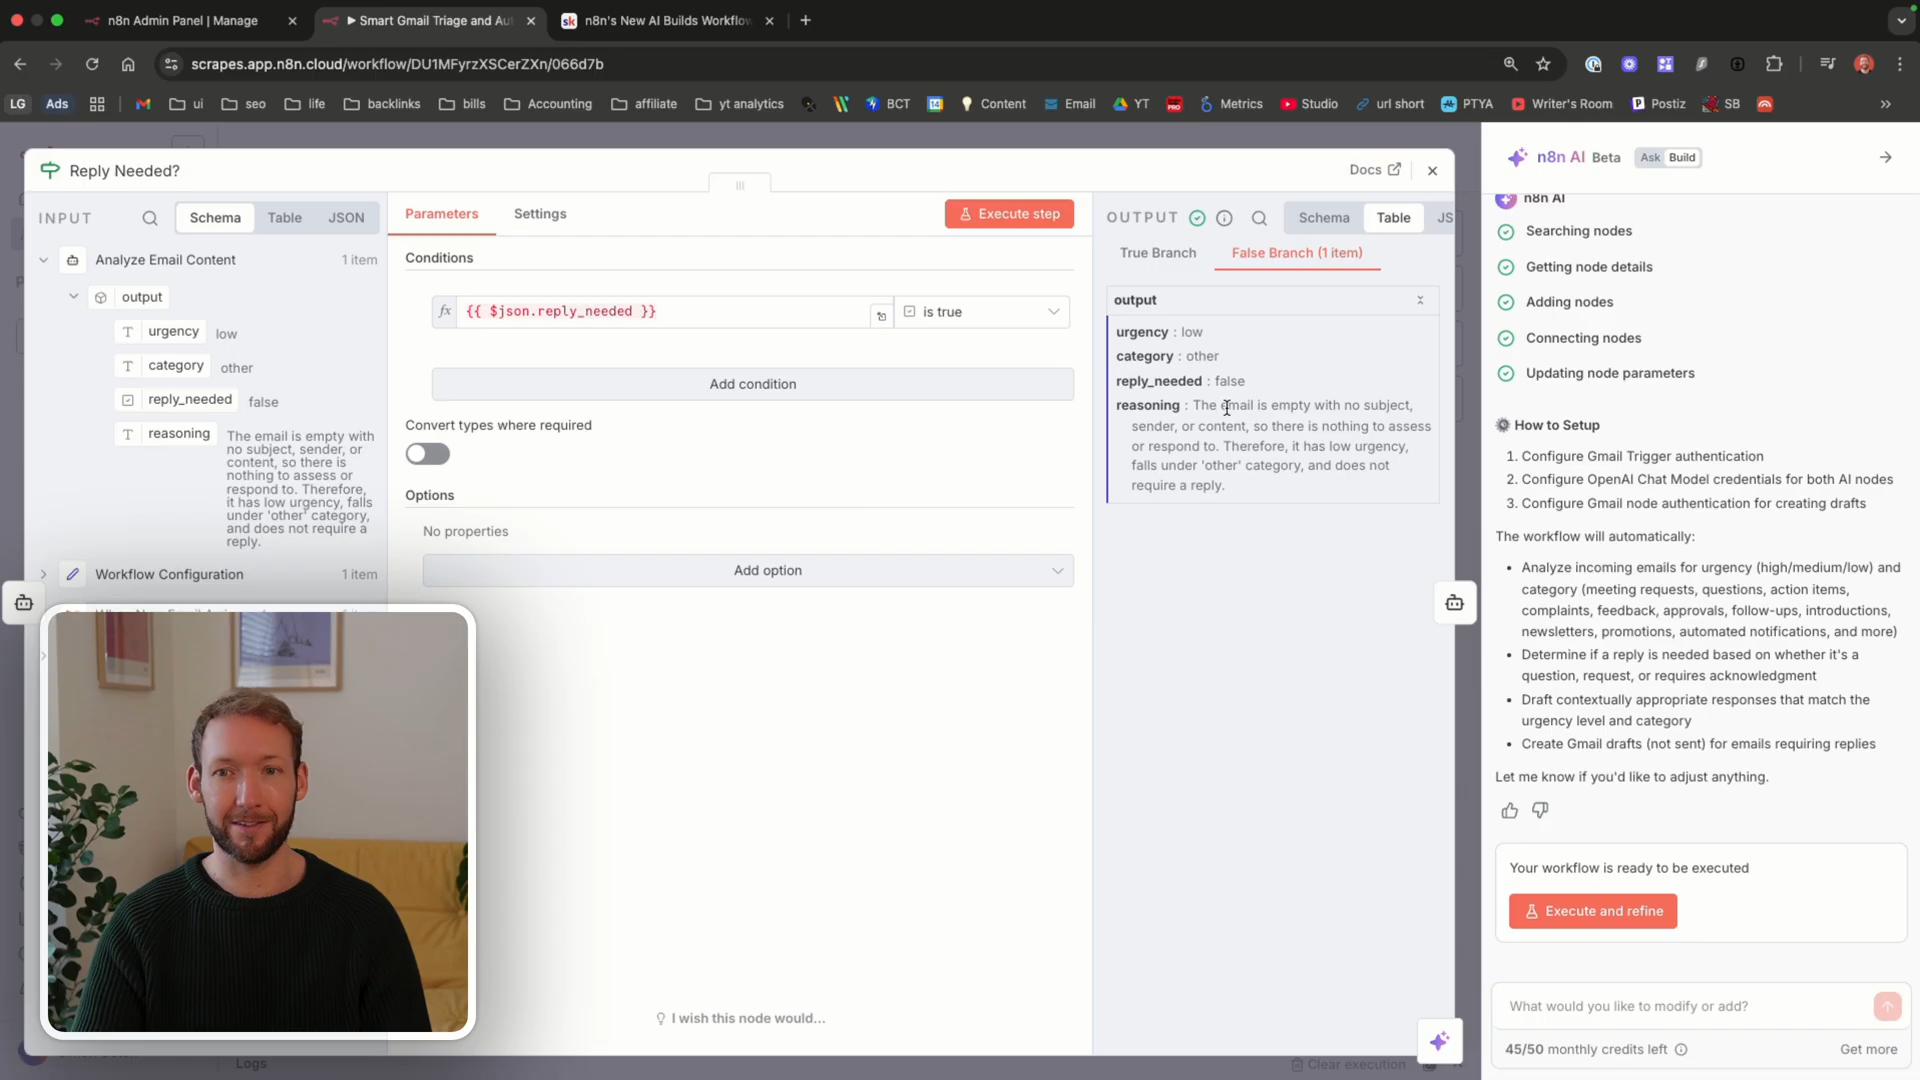 n8n Admin Panel | Manage
Smart Gmail Triage and Aut
n8n's New AI Builds Workflow
scrapes.app.n8n.cloud/workflow/DU1MFyrzXSCerZXn/066d7b
LG
Ads
ui
seo
life
backlinks
bills
Accounting
affiliate
yt analytics
BCT
14
Content
Email
YT
Metrics
Studio
url short
PTYA
Writer's Room
Postiz
SB
Reply Needed?
Docs
INPUT
Schema
Table
JSON
Analyze Email Content
1 item
output
T urgency low
T category other
reply_needed false
T reasoning The email is empty with
no subject, sender, or
content, so there is
nothing to assess or
respond to. Therefore,
it has low urgency, falls
under 'other' category,
and does not require a
reply.
Workflow Configuration
1 item
Parameters
Settings
Execute step
Conditions
fx {{ $json.reply_needed }}
is true
Add condition
Convert types where required
Options
No properties
Add option
I wish this node would...
OUTPUT
Schema
Table
JS
True Branch
False Branch (1 item)
output
urgency : low
category : other
reply_needed : false
reasoning : The email is empty with no subject,
sender, or content, so there is nothing to assess
or respond to. Therefore, it has low urgency,
falls under 'other' category, and does not
require a reply.
Logs
Clear execution
n8n AI Beta
Ask
Build
n8n AI
Searching nodes
Getting node details
Adding nodes
Connecting nodes
Updating node parameters
How to Setup
1. Configure Gmail Trigger authentication
2. Configure OpenAI Chat Model credentials for both AI nodes
3. Configure Gmail node authentication for creating drafts
The workflow will automatically:
• Analyze incoming emails for urgency (high/medium/low) and
category (meeting requests, questions, action items,
complaints, feedback, approvals, follow-ups, introductions,
newsletters, promotions, automated notifications, and more)
• Determine if a reply is needed based on whether it's a
question, request, or requires acknowledgment
• Draft contextually appropriate responses that match the
urgency level and category
• Create Gmail drafts (not sent) for emails requiring replies
Let me know if you'd like to adjust anything.
Your workflow is ready to be executed
Execute and refine
What would you like to modify or add?
45/50 monthly credits left
Get more